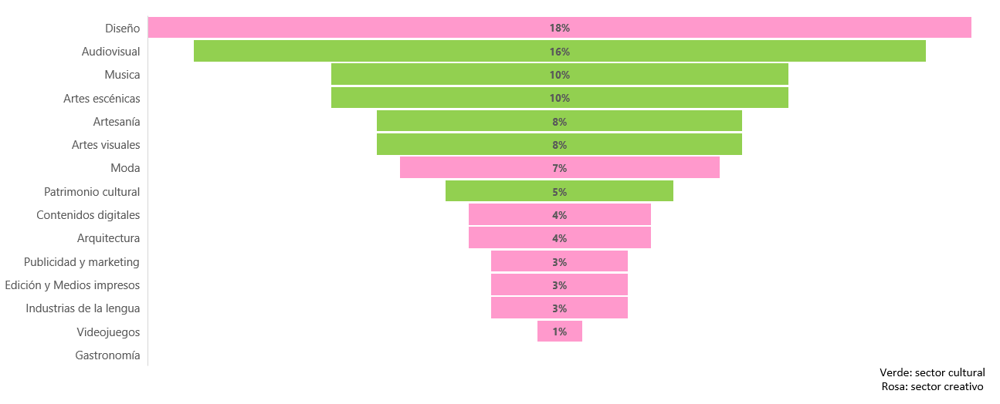 Diseño 18%
Audiovisual 16%
Musica 10%
Artes escénicas 10%
Artesanía 8%
Artes visuales 8%
Moda 7%
Patrimonio cultural 5%
Contenidos digitales 4%
Arquitectura 4%
Publicidad y marketing 3%
Edición y Medios impresos 3%
Industrias de la lengua 3%
Videojuegos 1%
Gastronomía
Verde: sector cultural
Rosa: sector creativo